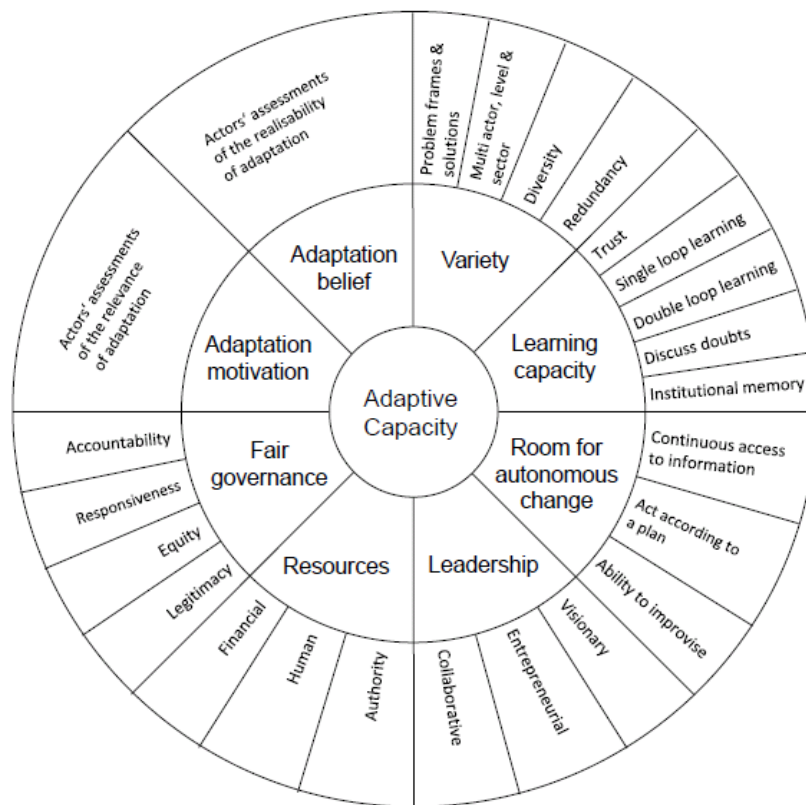 Adaptive
Capacity
Adaptation
belief
Variety
Learning
capacity
Room for
autonomous
change
Leadership
Resources
Fair
governance
Adaptation
motivation
Actors‘ assessments
of the realisability
of adaptation
Problem frames &
solutions
Multi actor, level &
sector
Diversity
Redundancy
Trust
Single loop learning
Double loop learning
Discuss doubts
Institutional memory
Continuous access
to information
Act according to
a plan
Ability to improvise
Visionary
Entrepreneurial
Collaborative
Authority
Human
Financial
Legitimacy
Equity
Responsiveness
Accountability
Actors‘ assessments
of the relevance
of adaptation